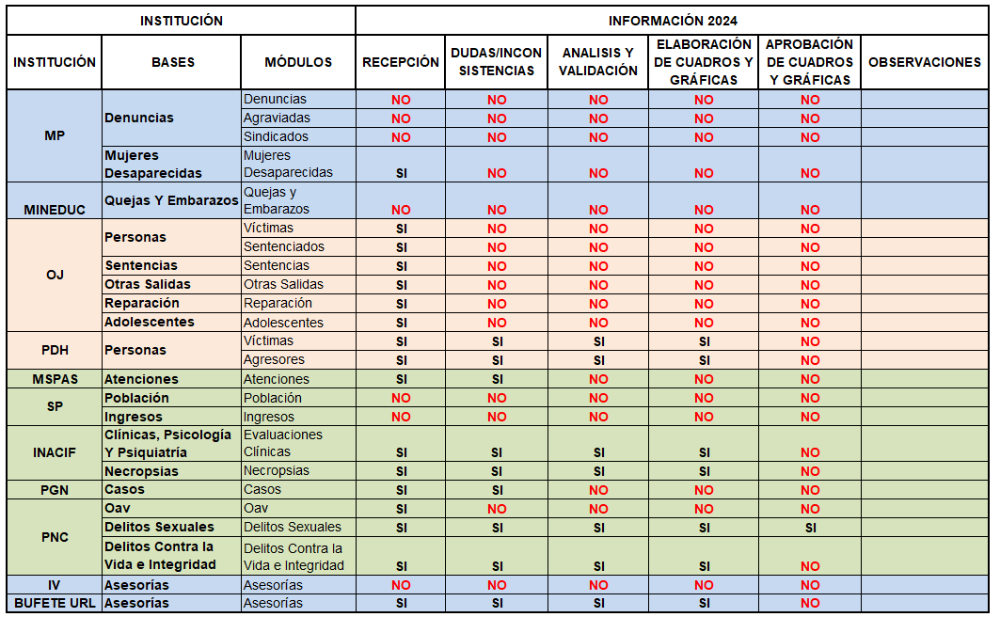 INSTITUCIÓN INFORMACIÓN 2024
INSTITUCIÓN BASES MÓDULOS RECEPCIÓN DUDAS/INCON SISTENCIAS ANALISIS Y VALIDACIÓN ELABORACIÓN DE CUADROS Y GRÁFICAS APROBACIÓN DE CUADROS Y GRÁFICAS OBSERVACIONES
MP Denuncias Denuncias NO NO NO NO NO
Agraviadas NO NO NO NO NO
Sindicados NO NO NO NO NO
Mujeres Desaparecidas Mujeres Desaparecidas SI NO NO NO NO
MINEDUC Quejas Y Embarazos Quejas y Embarazos NO NO NO NO NO
OJ Personas Víctimas SI NO NO NO NO
Sentenciados SI NO NO NO NO
Sentencias Sentencias SI NO NO NO NO
Otras Salidas Otras Salidas SI NO NO NO NO
Reparación Reparación SI NO NO NO NO
Adolescentes Adolescentes SI NO NO NO NO
PDH Personas Víctimas SI SI SI SI NO
Agresores SI SI SI SI NO
MSPAS Atenciones Atenciones SI SI NO NO NO
SP Población Población NO NO NO NO NO
Ingresos Ingresos NO NO NO NO NO
INACIF Clínicas, Psicología Y Psiquiatría Evaluaciones Clínicas SI SI SI SI NO
Necropsias Necropsias SI SI SI SI NO
PGN Casos Casos SI SI NO NO NO
PNC Oav Oav SI NO NO NO NO
Delitos Sexuales Delitos Sexuales SI SI SI SI SI
Delitos Contra la Vida e Integridad Delitos Contra la Vida e Integridad SI SI SI SI NO
IV Asesorías Asesorías NO NO NO NO NO
BUFETE URL Asesorías Asesorías SI SI SI SI NO